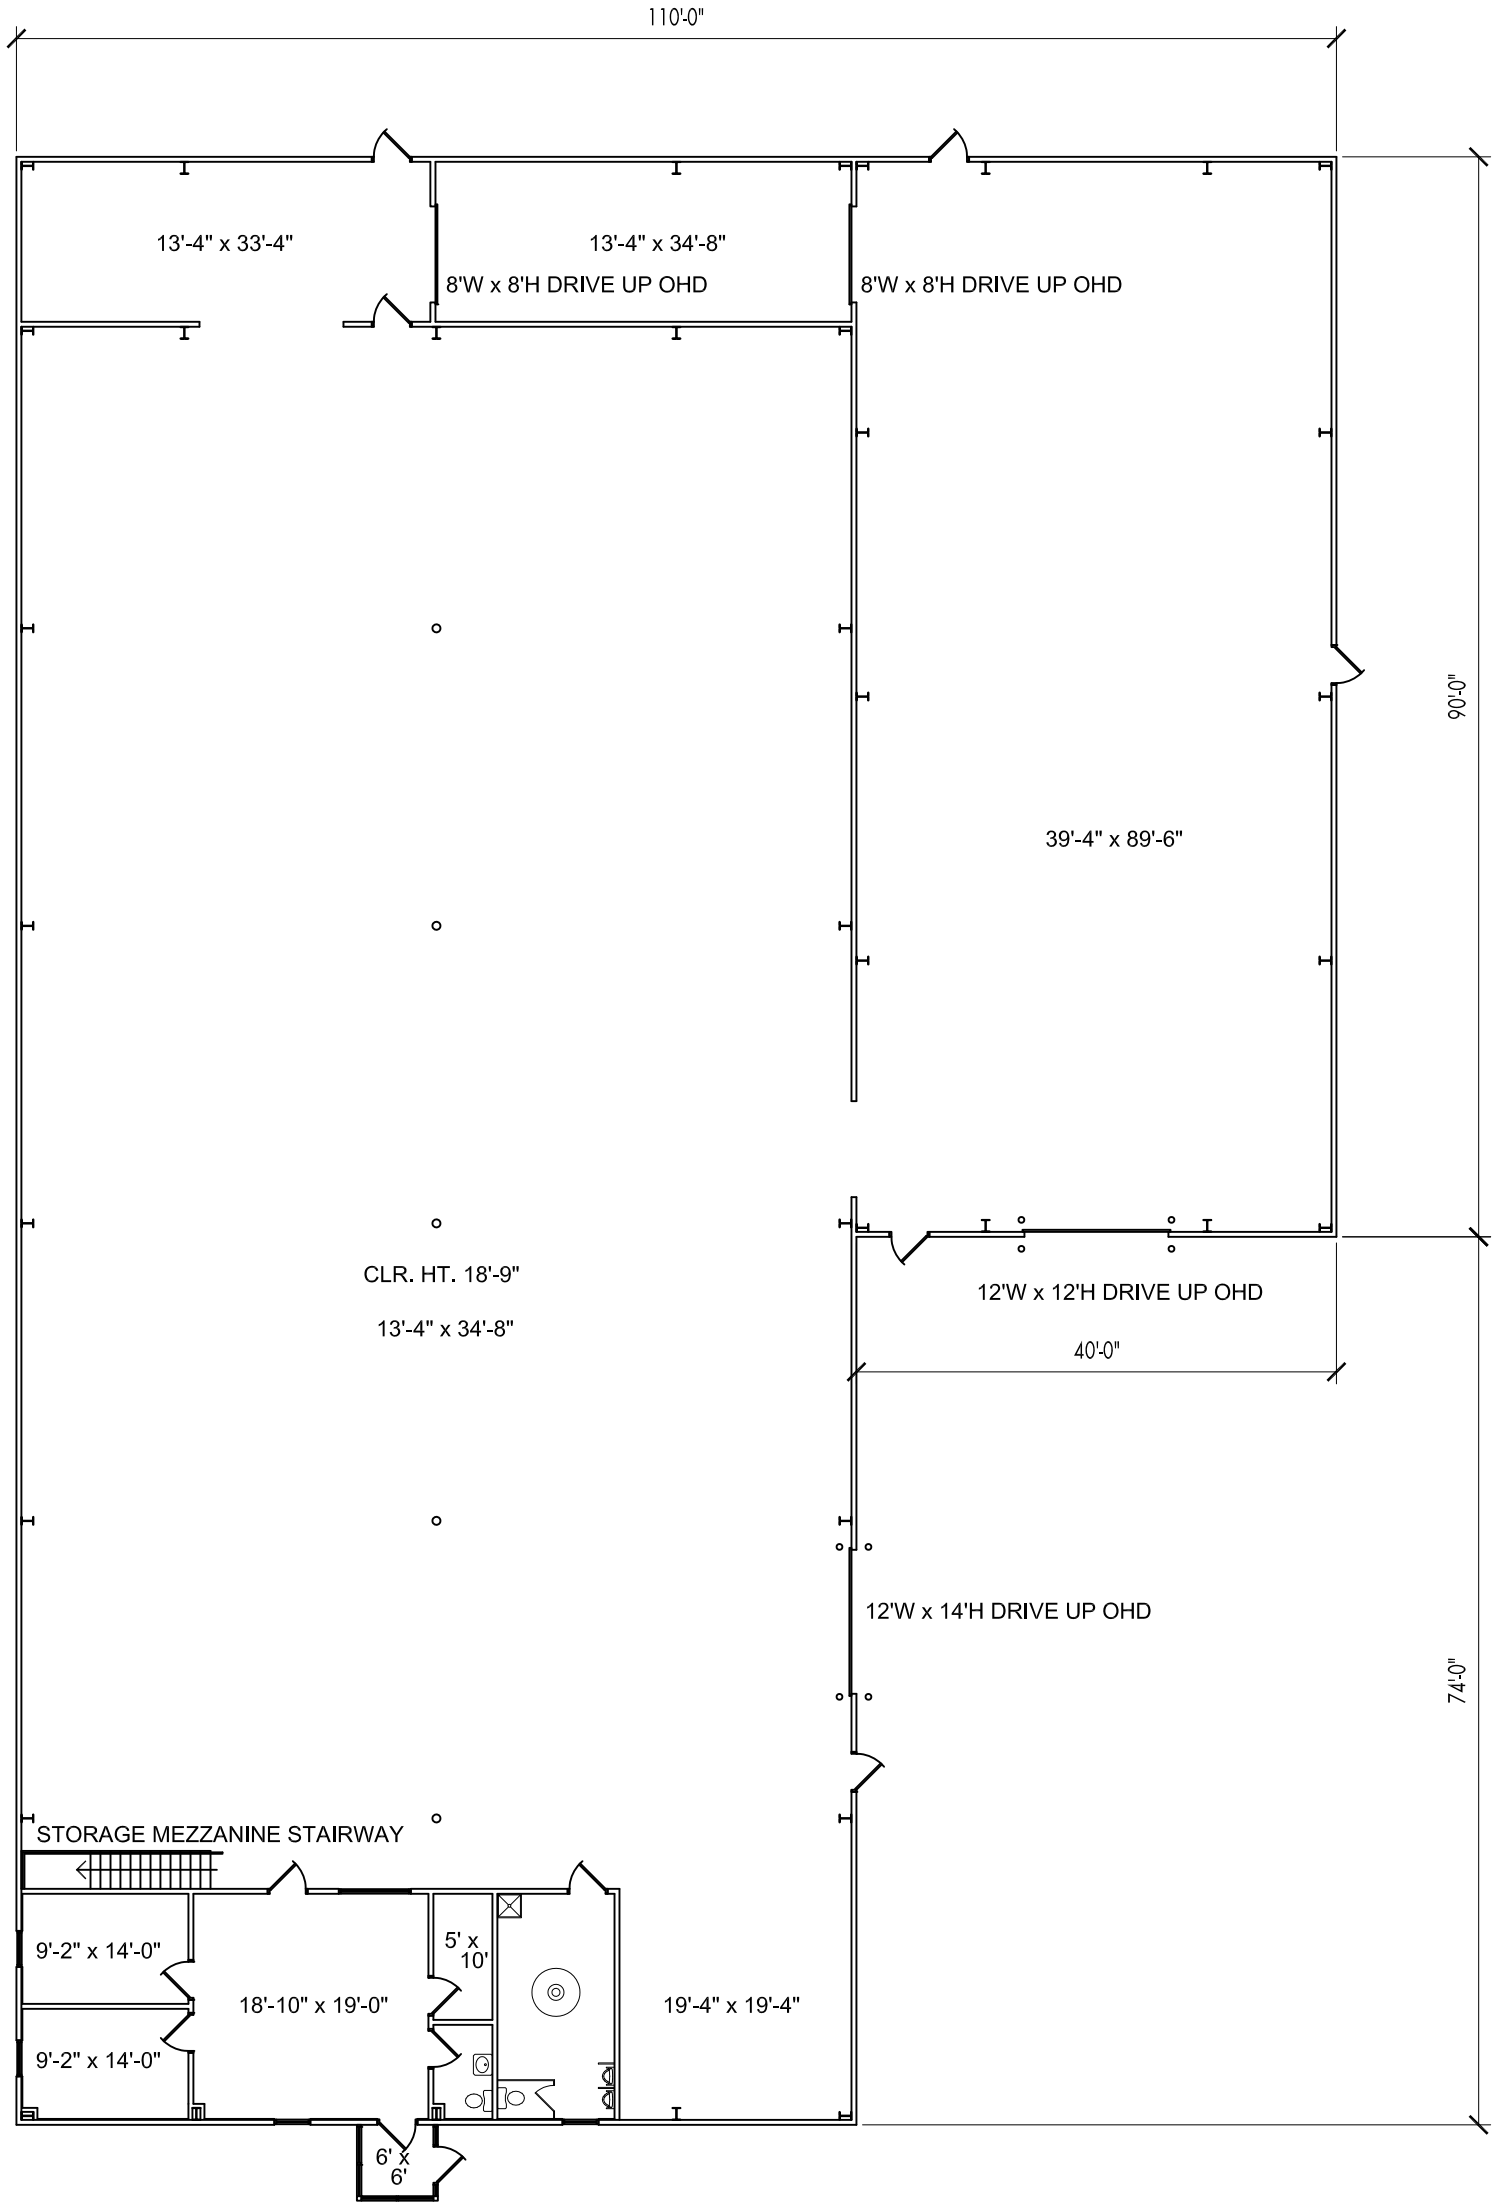 110'-0"
13'-4" x 33'-4"
13'-4" x 34'-8"
8'W x 8'H DRIVE UP OHD
8'W x 8'H DRIVE UP OHD
90'-0"
39'-4" x 89'-6"
CLR. HT. 18'-9"
13'-4" x 34'-8"
12'W x 12'H DRIVE UP OHD
40'-0"
12'W x 14'H DRIVE UP OHD
74'-0"
STORAGE MEZZANINE STAIRWAY
9'-2" x 14'-0"
5' x
10'
18'-10" x 19'-0"
19'-4" x 19'-4"
9'-2" x 14'-0"
6' x
6'